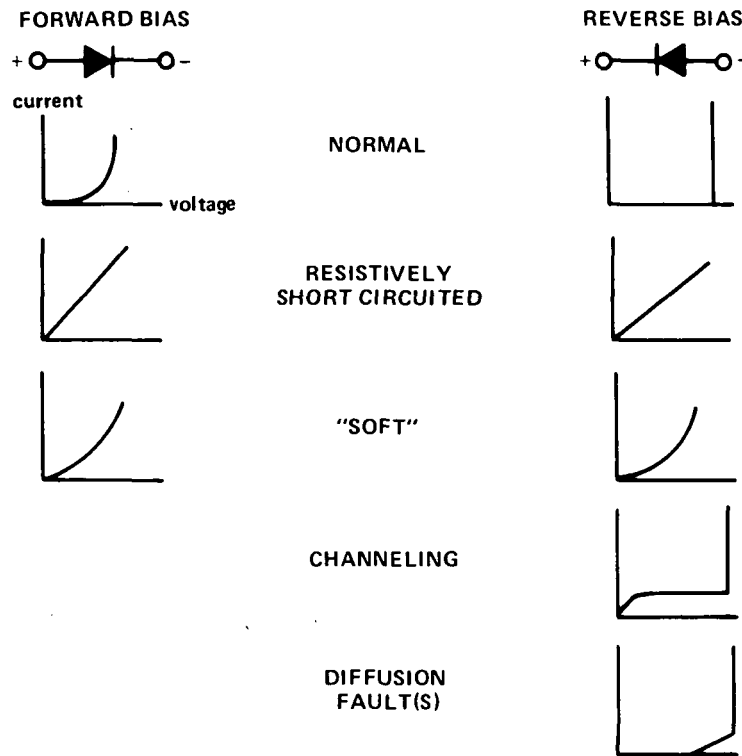 FORWARD BIAS
REVERSE BIAS
+ -
+ -
current
voltage
NORMAL
RESISTIVELY
SHORT CIRCUITED
"SOFT"
CHANNELING
DIFFUSION
FAULT(S)